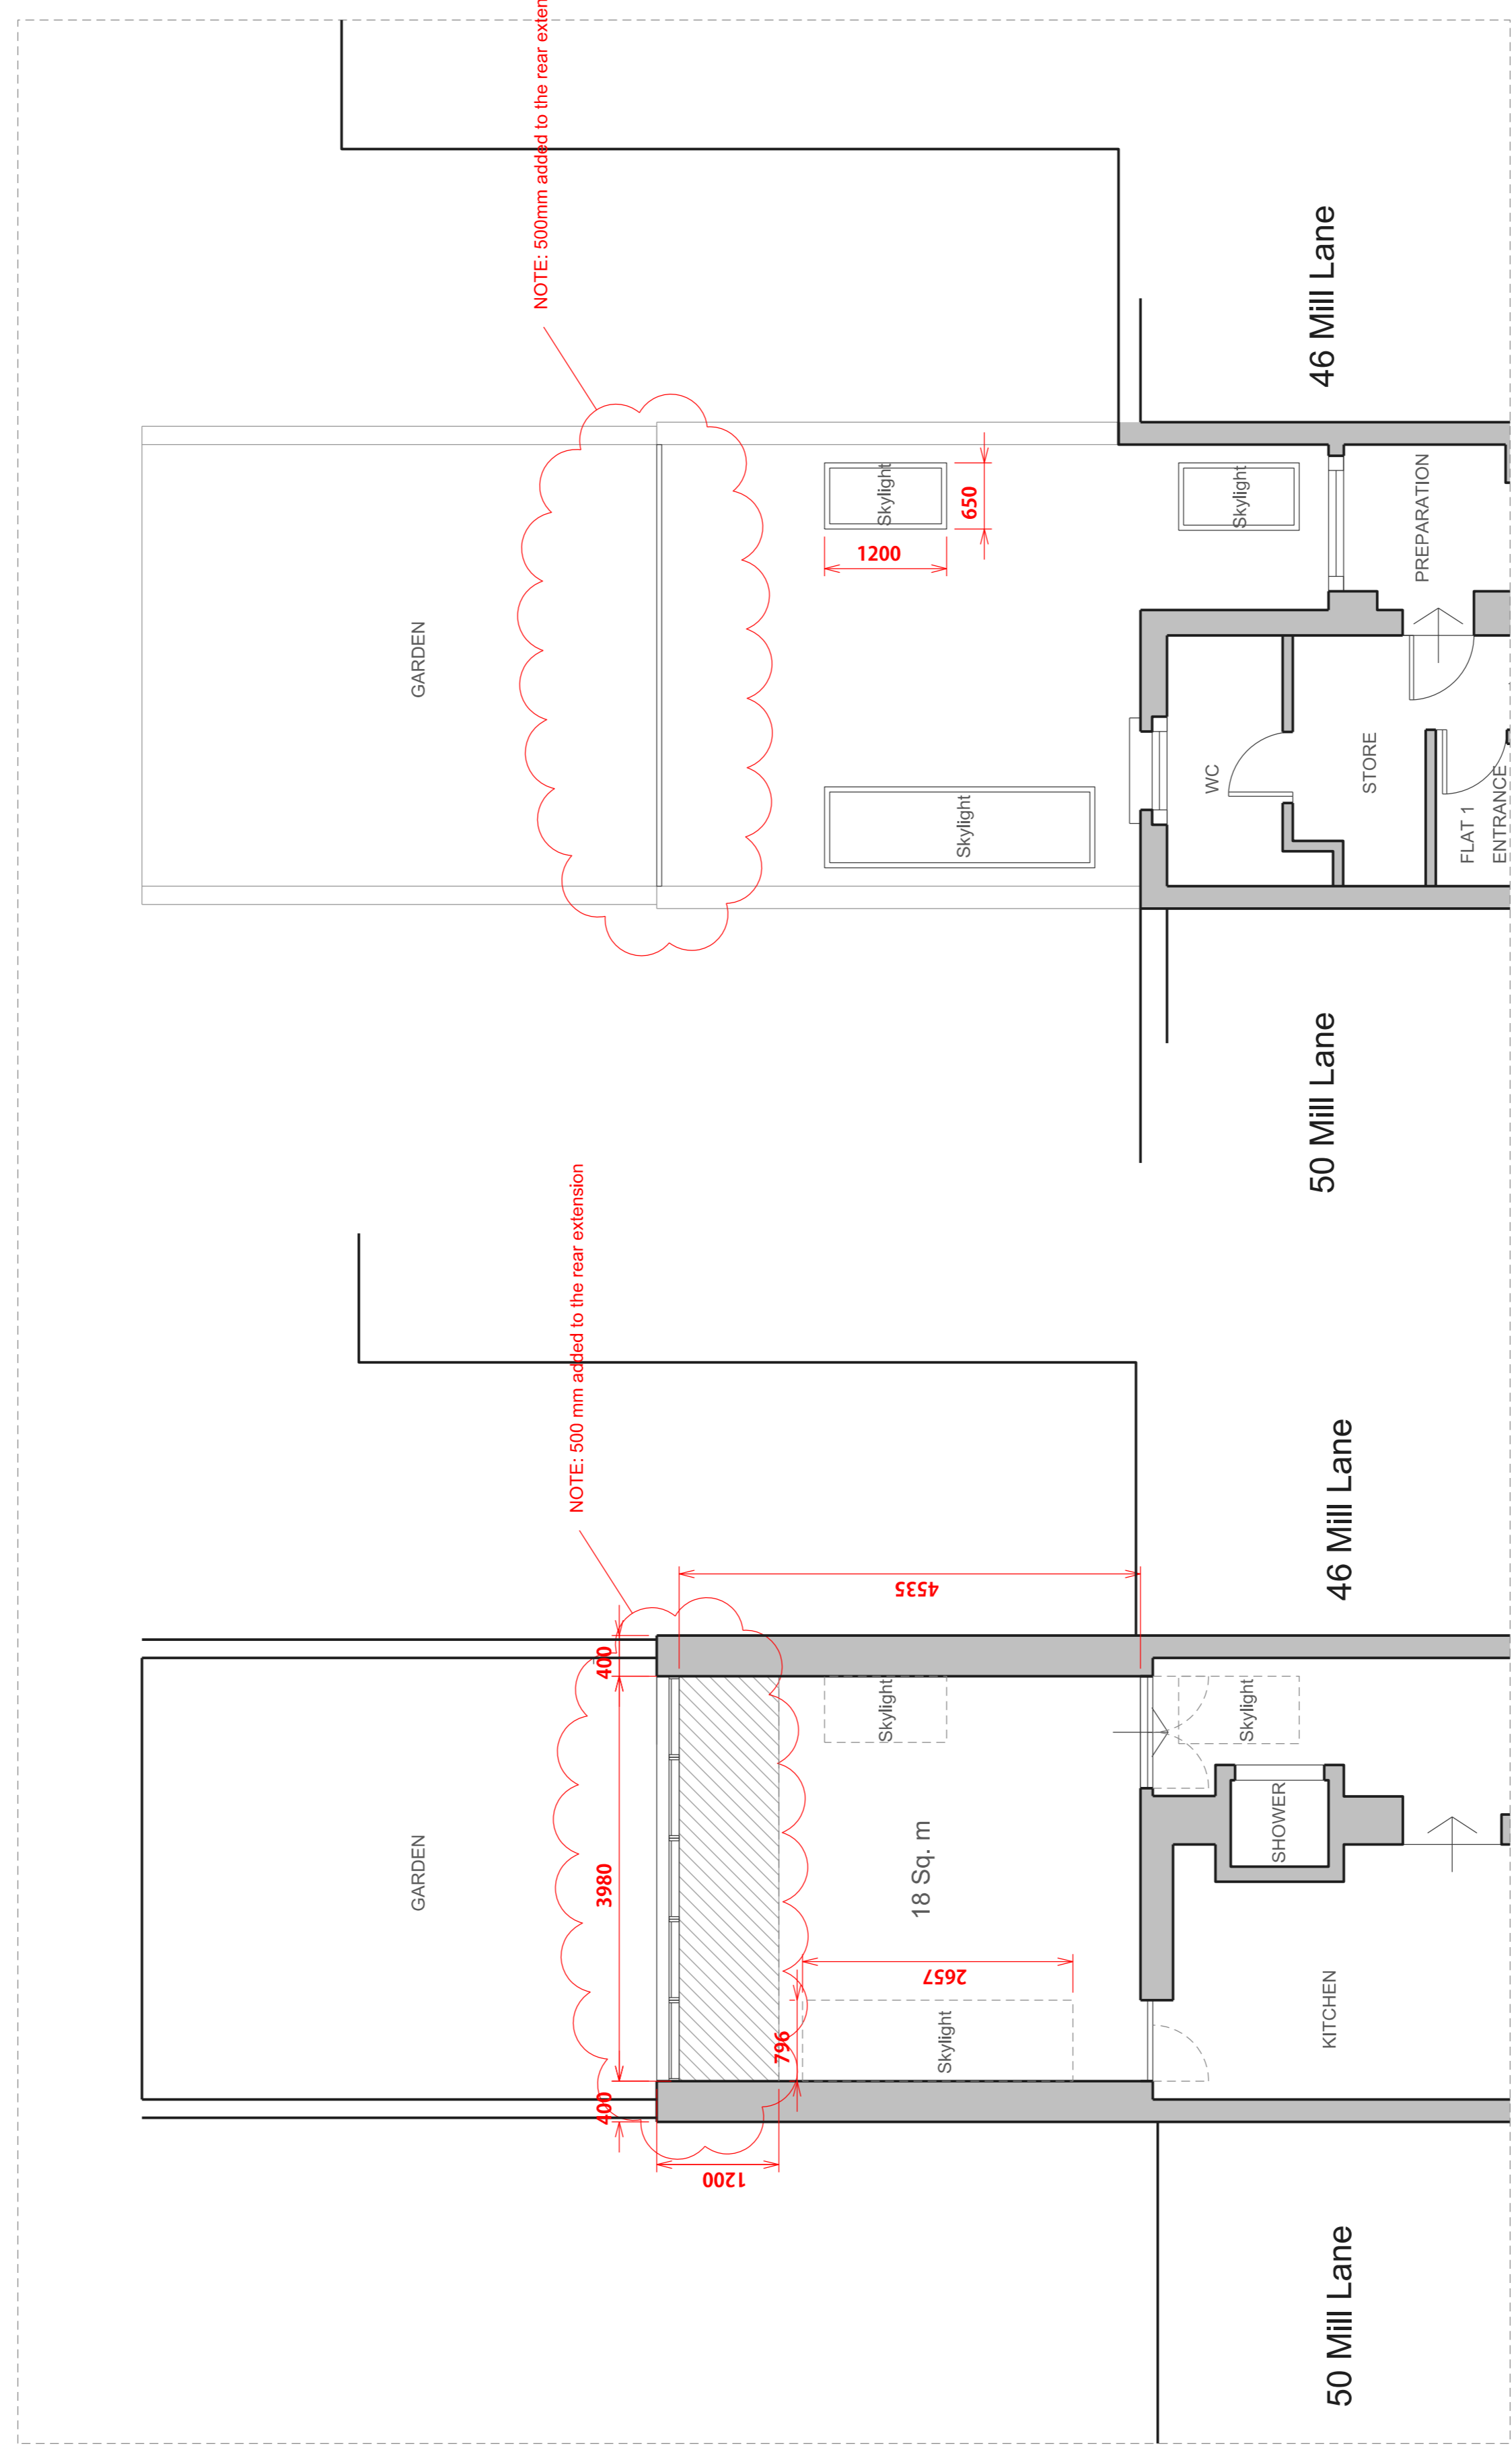 NOTE: 500mm added to the rear exten
46 Mill Lane
GARDEN
Skylight
650
1200
Skylight
PREPARATION
Skylight
WC
STORE
FLAT 1
ENTRANCE
50 Mill Lane
NOTE: 500 mm added to the rear extension
46 Mill Lane
4535
400
GARDEN
3980
Skylight
Skylight
18 Sq. m
SHOWER
2657
796
Skylight
KITCHEN
400
1200
50 Mill Lane